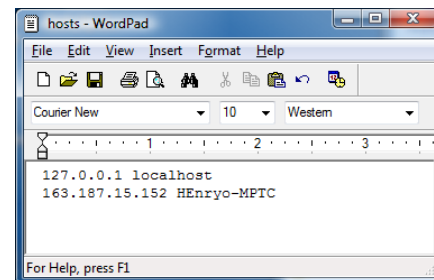 hosts - WordPad
File Edit View Insert Format Help
Courier New 10 Western
1 2 3
127.0.0.1 localhost
163.187.15.152 HEnryo-MPTC
For Help, press F1